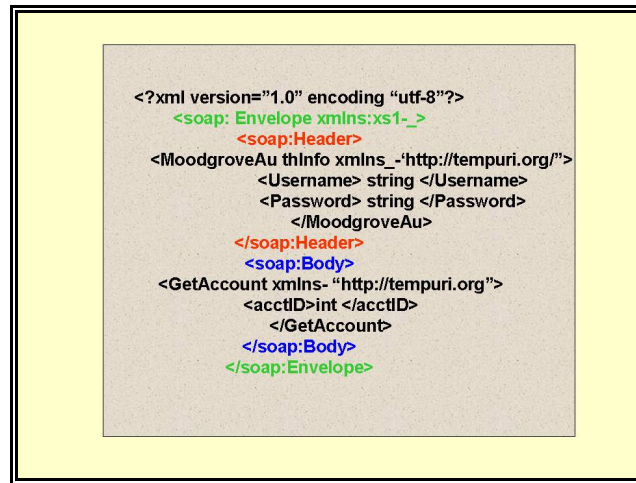 <?xml version=”1.0” encoding “utf-8”?>
<soap: Envelope xmlns:xs1-_>
<soap:Header>
<MoodgroveAu thInfo xmlns_-‘http://tempuri.org/”>
<Username> string </Username>
<Password> string </Password>
</MoodgroveAu>
</soap:Header>
<soap:Body>
<GetAccount xmlns- “http://tempuri.org”>
<acctID>int </acctID>
</GetAccount>
</soap:Body>
</soap:Envelope>